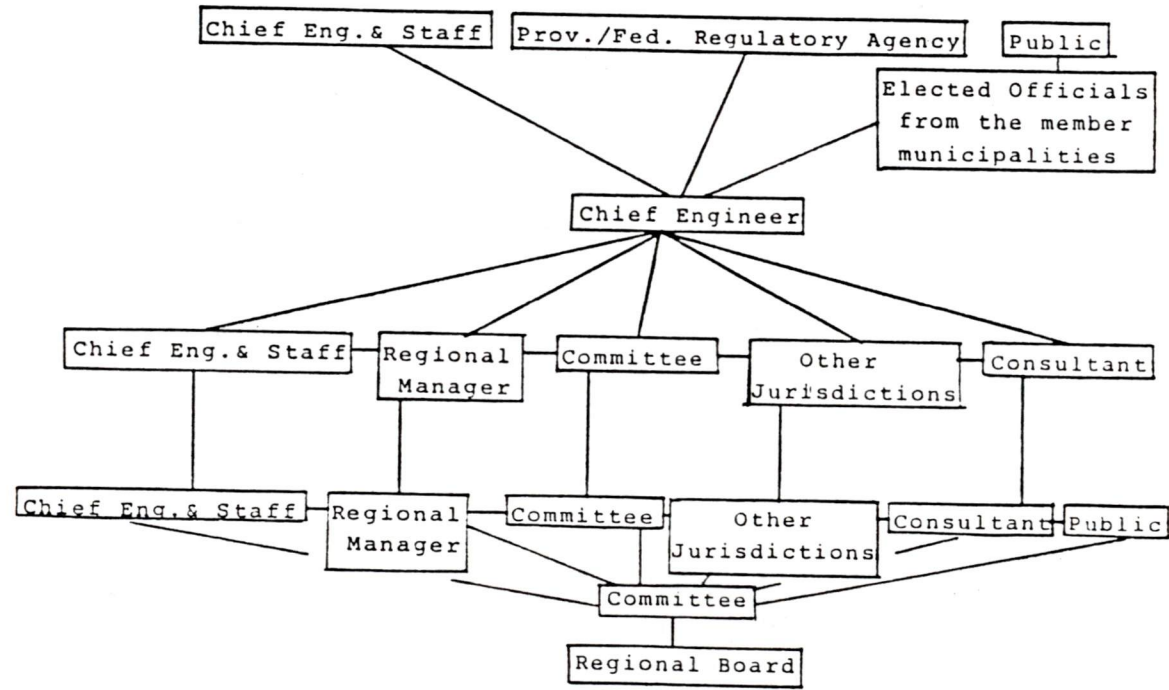 Chief Eng.& Staff
Prov./Fed. Regulatory Agency
Public
Elected Officials
from the member
municipalities
Chief Engineer
Chief Eng.& Staff
Regional
Manager
Committee
Other
Jurisdictions
Consultant
Chief Eng.& Staff
Regional
Manager
Committee
Other
Jurisdictions
Consultant
Public
Committee
Regional Board